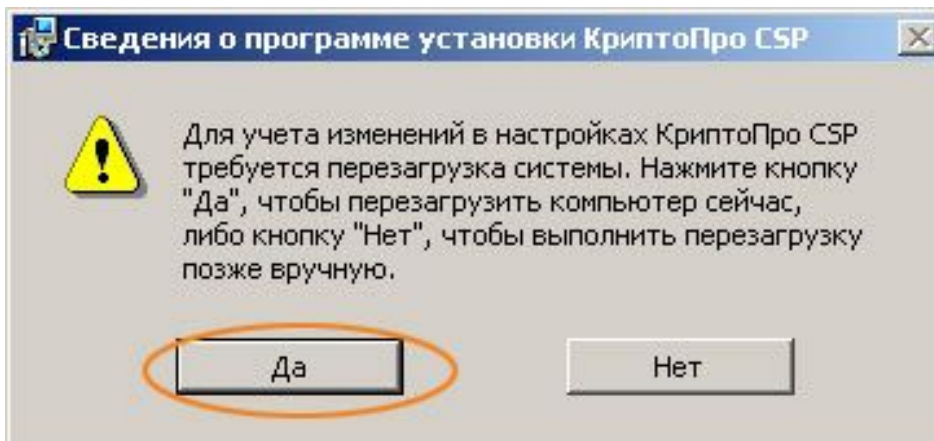 Сведения о программе установки КриптоПро CSP
Для учета изменений в настройках КриптоПро CSP
требуется перезагрузка системы. Нажмите кнопку
"Да", чтобы перезагрузить компьютер сейчас,
либо кнопку "Нет", чтобы выполнить перезагрузку
позже вручную.
Да
Нет